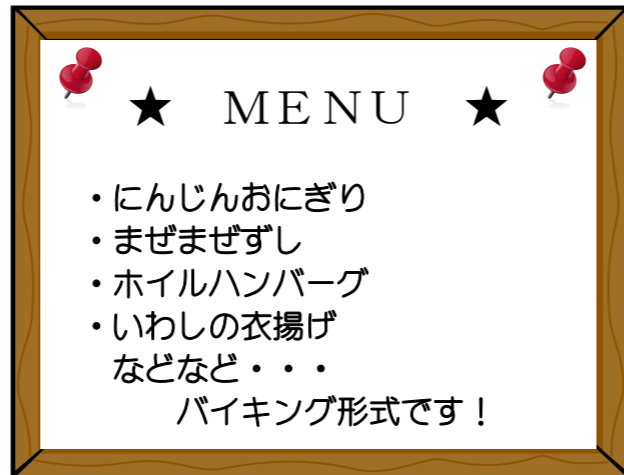 ★ MENU ★
・にんじんおにぎり
・まぜまぜずし
・ホイルハンバーグ
・いわしの衣揚げ
などなど・・・
バイキング形式です！